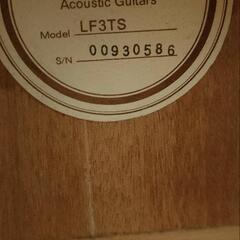 Acoustic Guitars
Model LF3TS
S/N 00930586